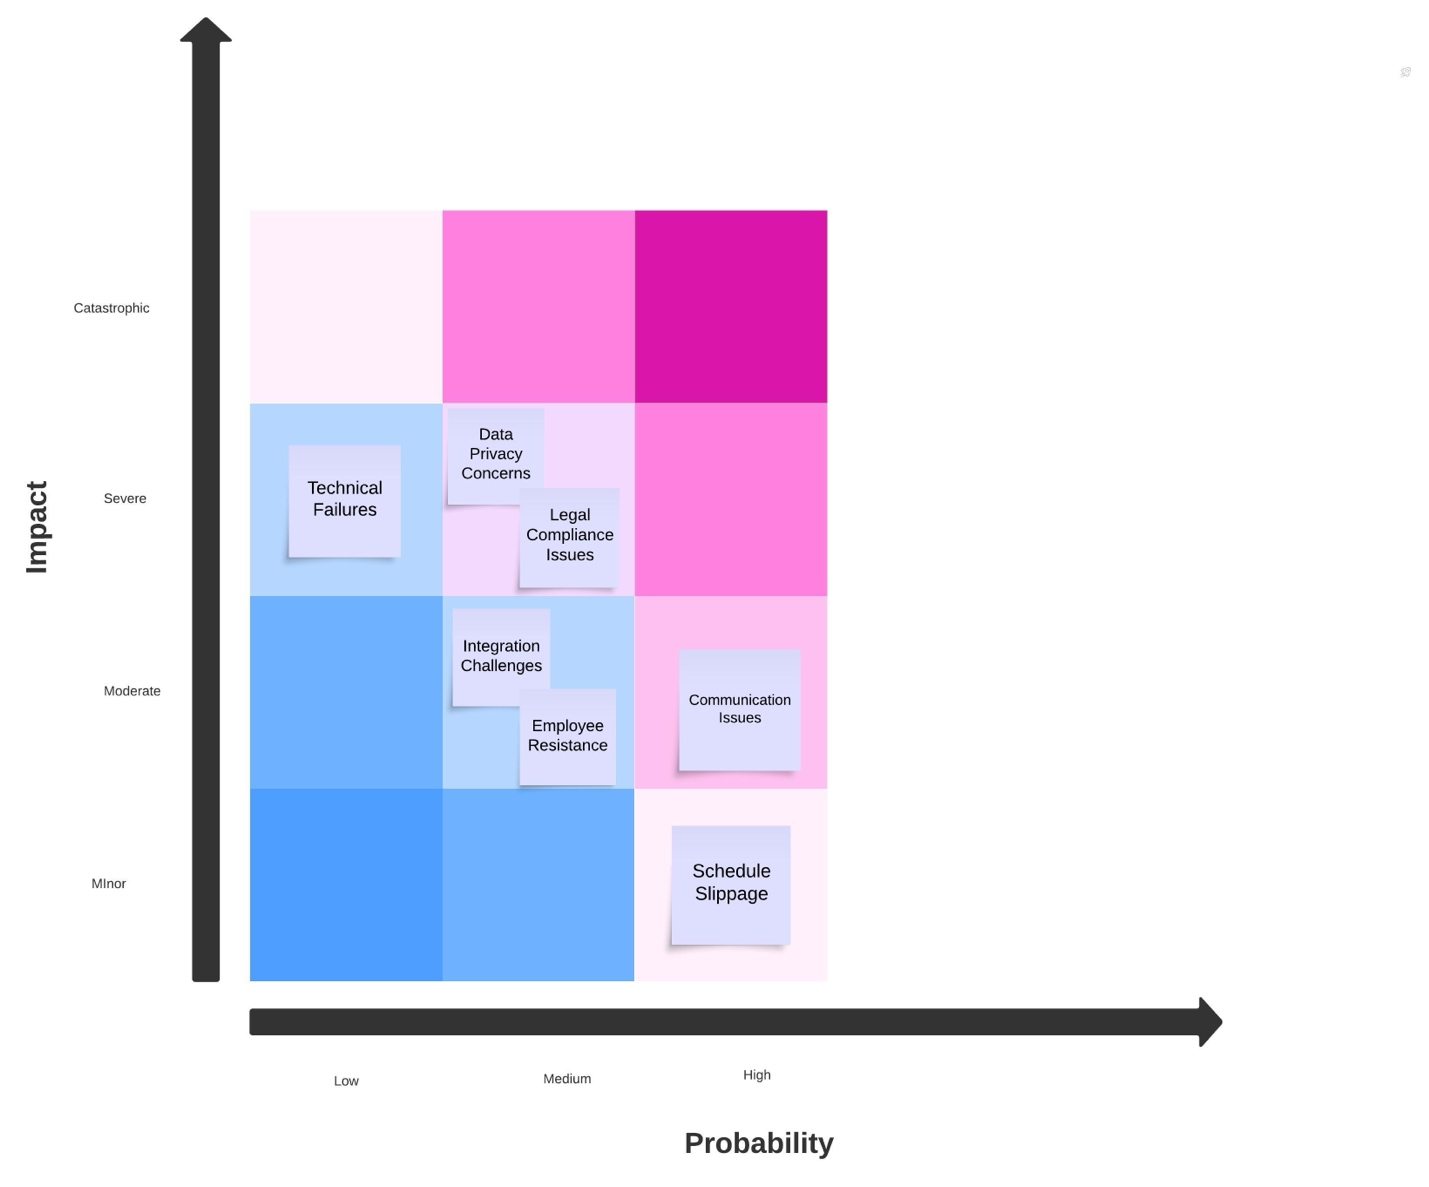 Catastrophic
Data
Privacy
Concerns
Technical
Failures
Severe
Legal
Compliance
Issues
Impact
Integration
Challenges
Moderate
Employee
Resistance
Communication
Issues
MInor
Schedule
Slippage
Low
Medium
High
Probability